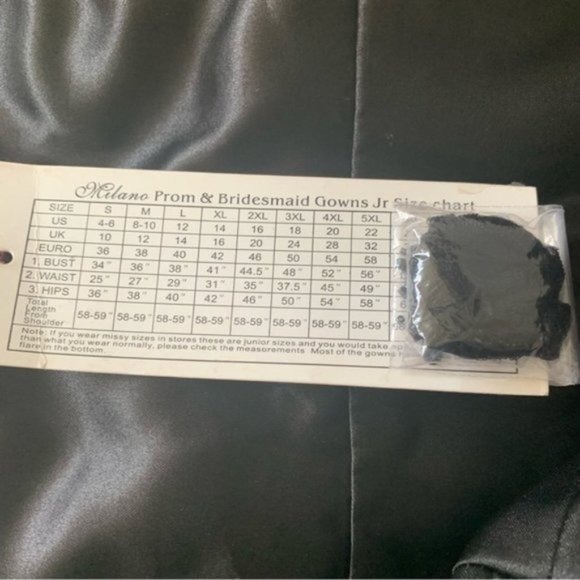 Milano Prom & Bridesmaid Gowns Jr Size chart
SIZE S M L XL 2XL 3XL 4XL 5XL
US 4-6 8-10 12 14 16 18 20 22
UK 10 12 14 16 20 24 28 32
EURO 36 38 40 42 46 50 54 58
1. BUST 34" 36" 38" 41" 44.5" 48" 52" 56"
2. WAIST 25" 27" 29" 31" 35" 37.5" 45" 49"
3. HIPS 36" 38" 40" 42" 46" 50" 54" 58"
Total Length From Shoulder 58-59" 58-59" 58-59" 58-59" 58-59" 58-59" 58-59" 58-59"
Note: If you wear missy sizes in stores these are junior sizes and you would take
than what you wear normally, please check the measurements Most of the gowns
flare in the bottom.